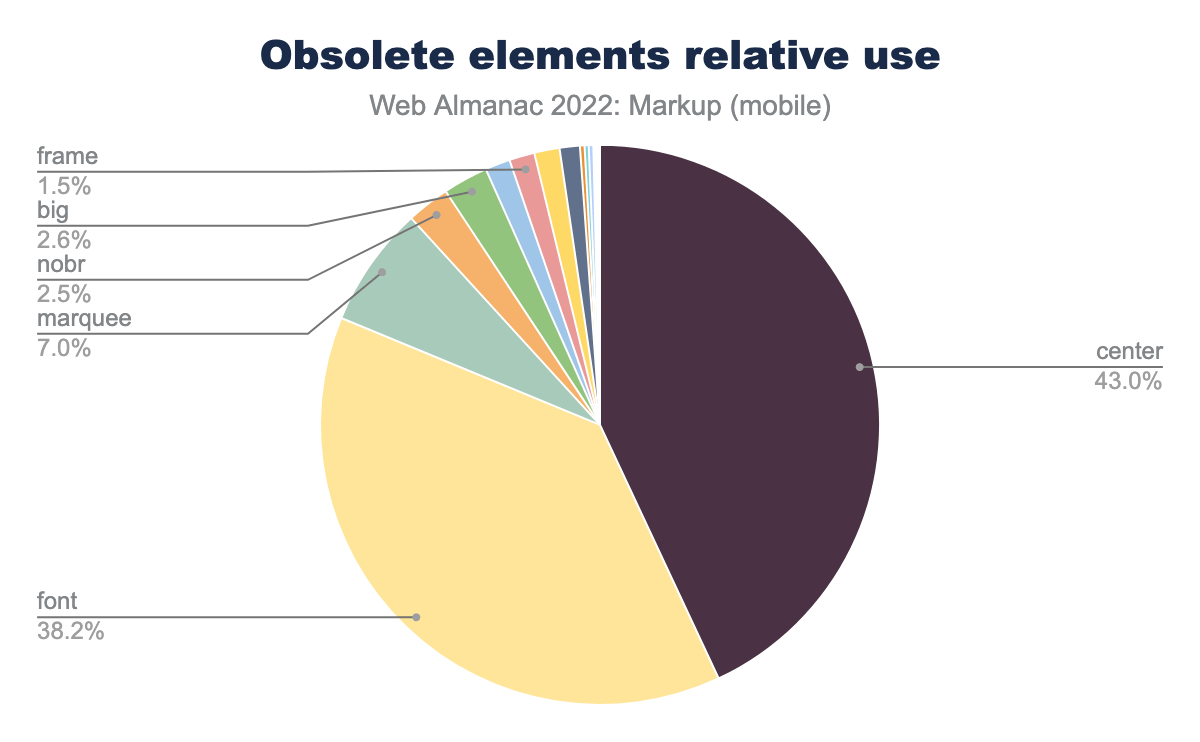 Obsolete elements relative use
Web Almanac 2022: Markup (mobile)
frame
1.5%
big
2.6%
nobr
2.5%
marquee
7.0%
center
43.0%
font
38.2%